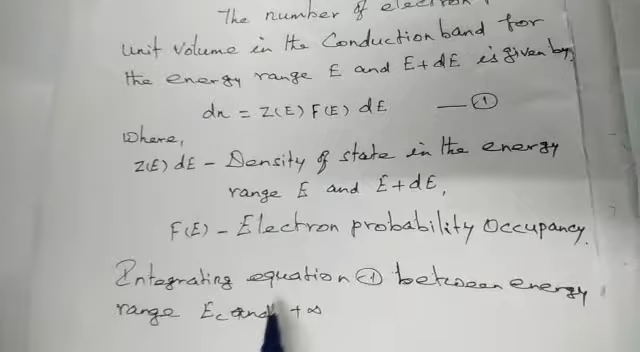 The number of electron
Unit volume in the Conduction band for
the energy range E and E+dE is given by,
dn = Z(E) F(E) dE — ①
where,
Z(E) dE - Density of state in the energy
range E and E+dE,
F(E) - Electron probability Occupancy.
Integrating equation ① between energy
range Ec and +∞